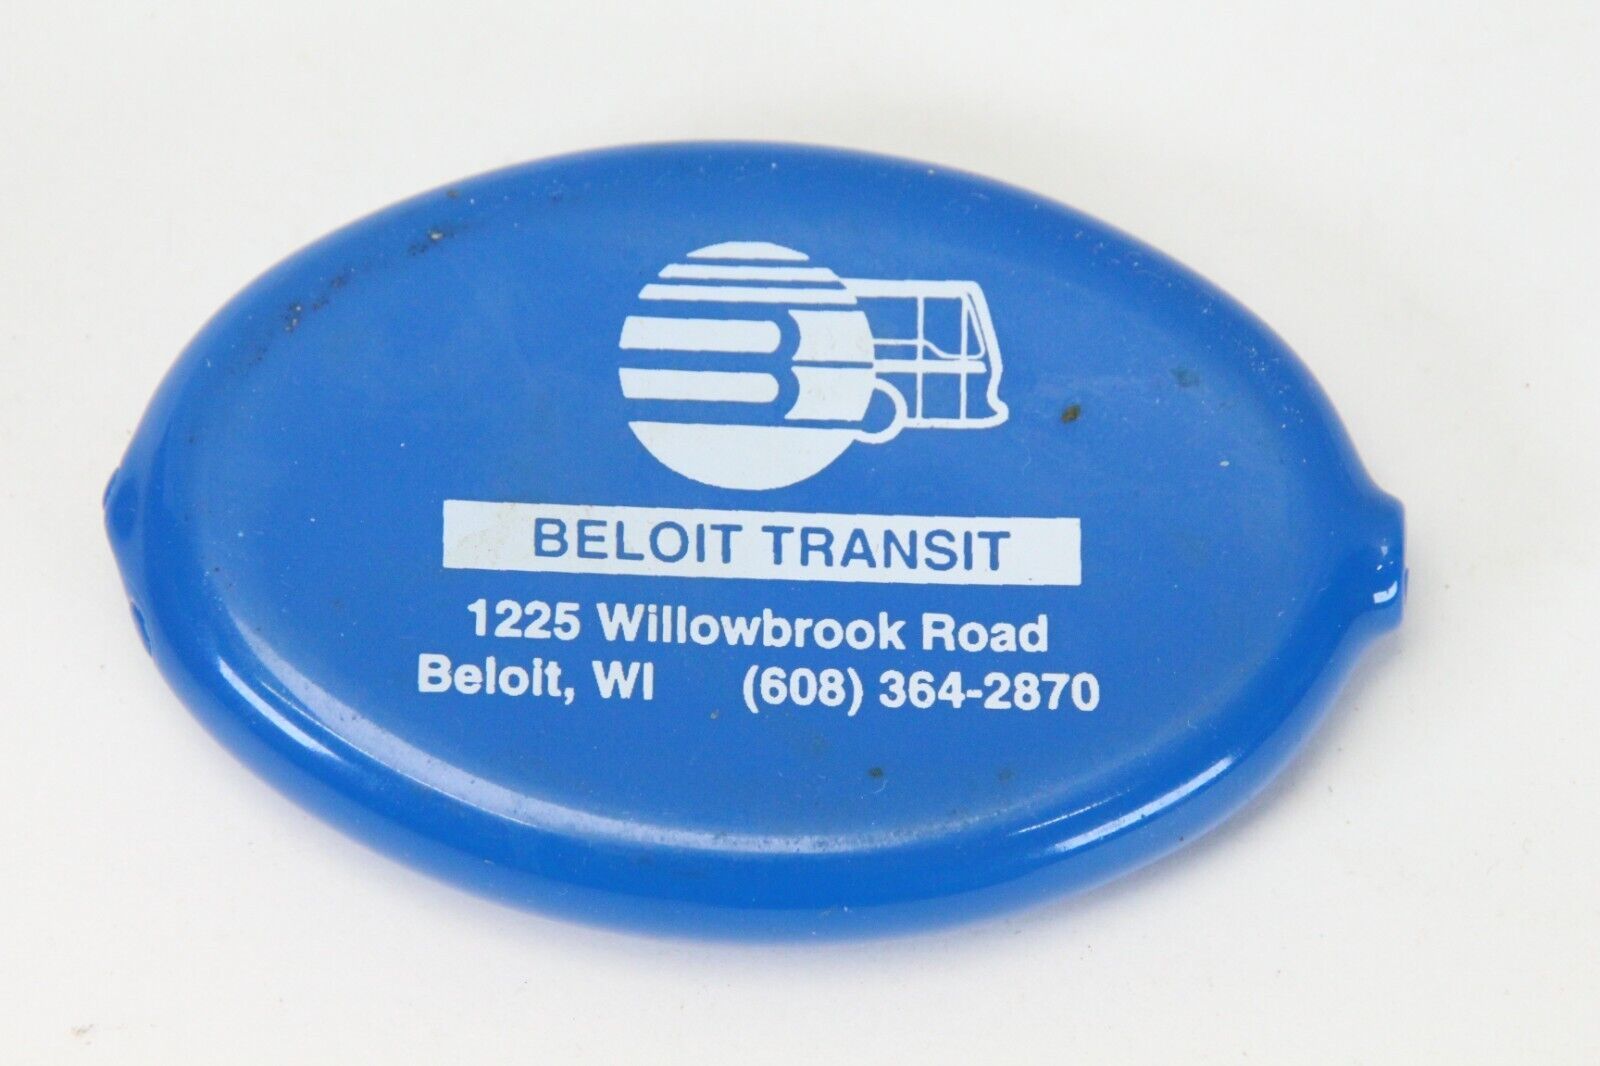 BELOIT TRANSIT
1225 Willowbrook Road
Beloit, WI (608) 364-2870